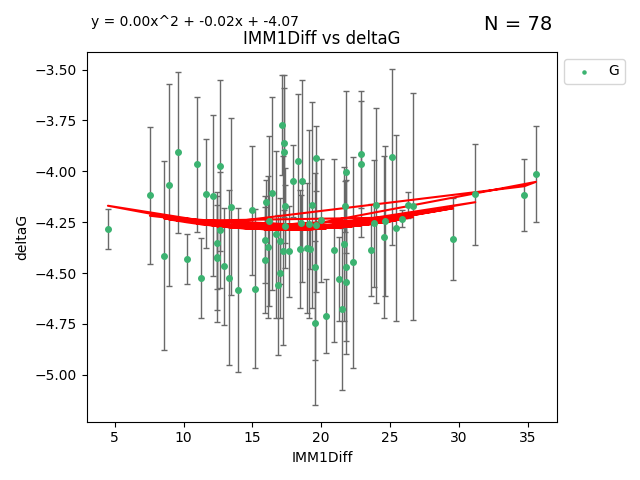 y = 0.00x^2 + -0.02x + -4.07
N = 78
IMM1Diff vs deltaG
G
−3.50
−3.75
−4.00
−4.25
−4.50
−4.75
−5.00
deltaG
5 10 15 20 25 30 35
IMM1Diff